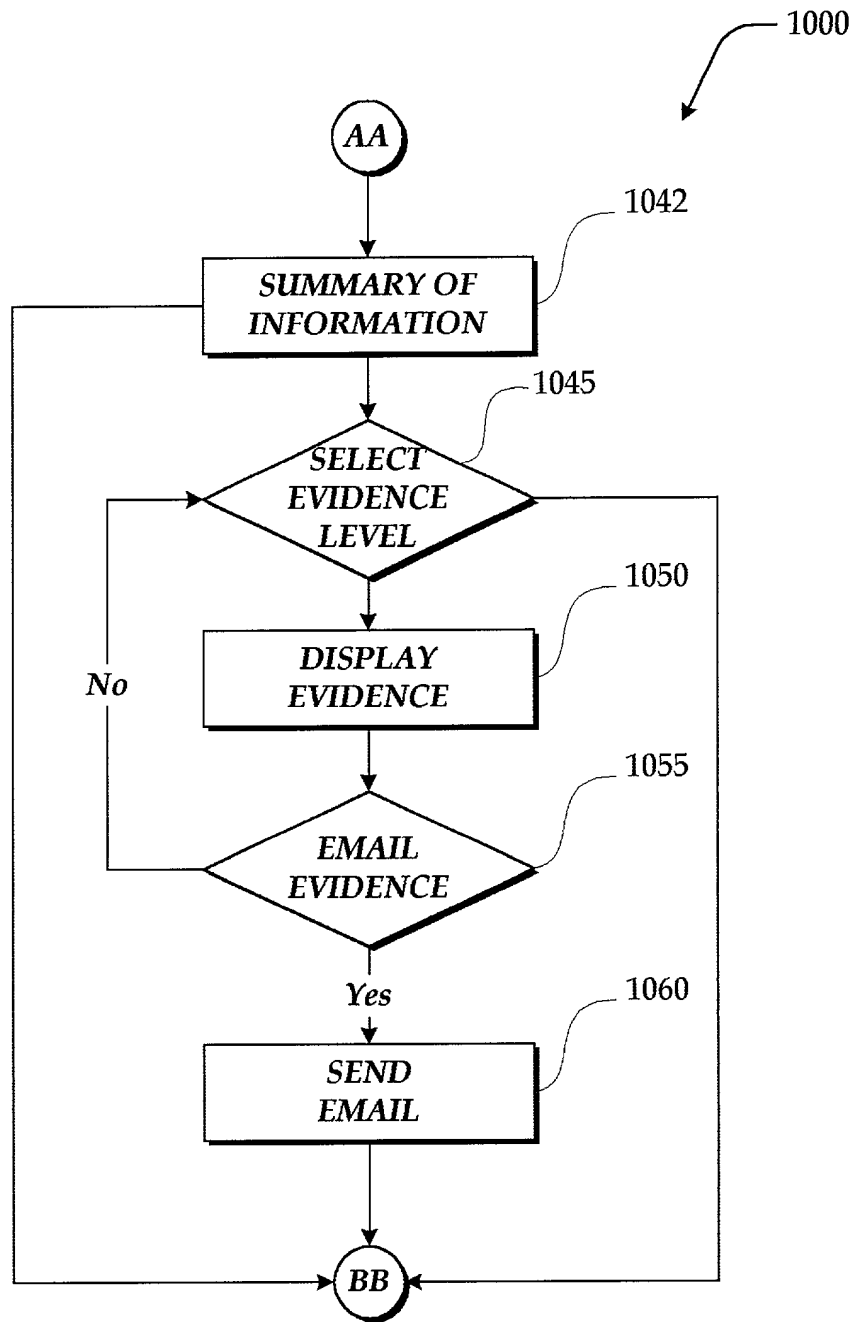 1000
AA
1042
SUMMARY OF
INFORMATION
1045
SELECT
EVIDENCE
LEVEL
1050
DISPLAY
EVIDENCE
No
1055
EMAIL
EVIDENCE
Yes
1060
SEND
EMAIL
BB